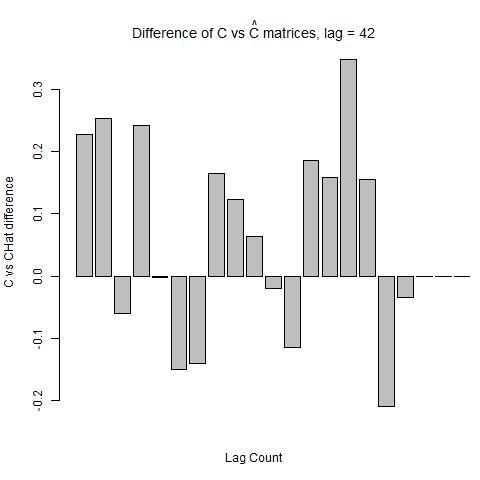 Difference of C vs Ĉ matrices, lag = 42
0.3
0.2
0.1
0.0
-0.1
-0.2
C vs CHat difference
Lag Count